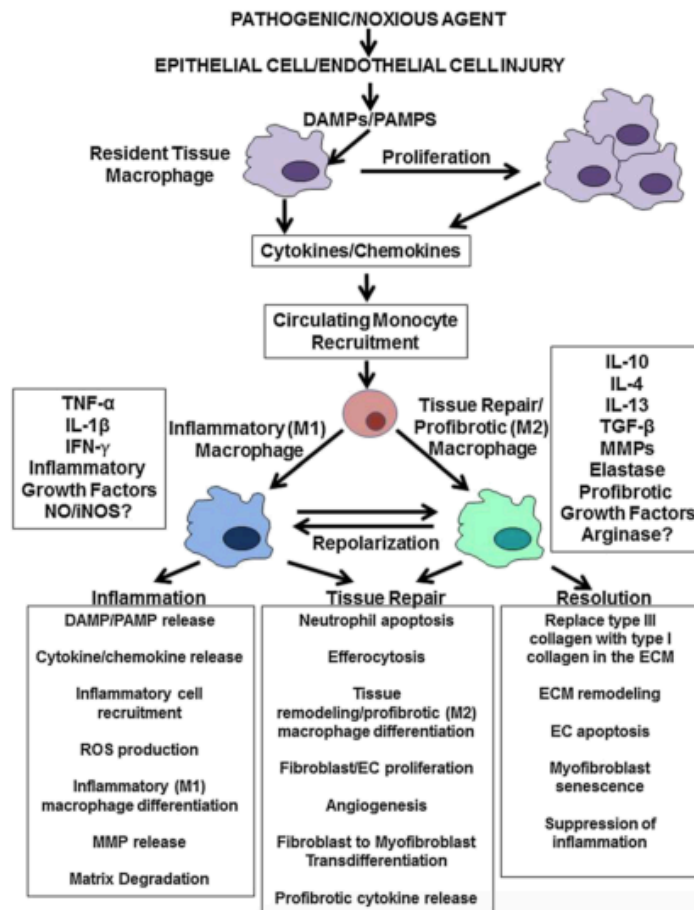 PATHOGENIC/NOXIOUS AGENT
EPITHELIAL CELL/ENDOTHELIAL CELL INJURY
DAMPs/PAMPS
Resident Tissue
Macrophage
Proliferation
Cytokines/Chemokines
Circulating Monocyte
Recruitment
TNF-α
IL-1β
IFN-γ
Inflammatory
Growth Factors
NO/iNOS?
Inflammatory (M1)
Macrophage
Tissue Repair/
Profibrotic (M2)
Macrophage
IL-10
IL-4
IL-13
TGF-β
MMPs
Elastase
Profibrotic
Growth Factors
Arginase?
Repolarization
Inflammation
DAMP/PAMP release
Cytokine/chemokine release
Inflammatory cell
recruitment
ROS production
Inflammatory (M1)
macrophage differentiation
MMP release
Matrix Degradation
Tissue Repair
Neutrophil apoptosis
Efferocytosis
Tissue
remodeling/profibrotic (M2)
macrophage differentiation
Fibroblast/EC proliferation
Angiogenesis
Fibroblast to Myofibroblast
Transdifferentiation
Profibrotic cytokine release
Resolution
Replace type III
collagen with type I
collagen in the ECM
ECM remodeling
EC apoptosis
Myofibroblast
senescence
Suppression of
inflammation